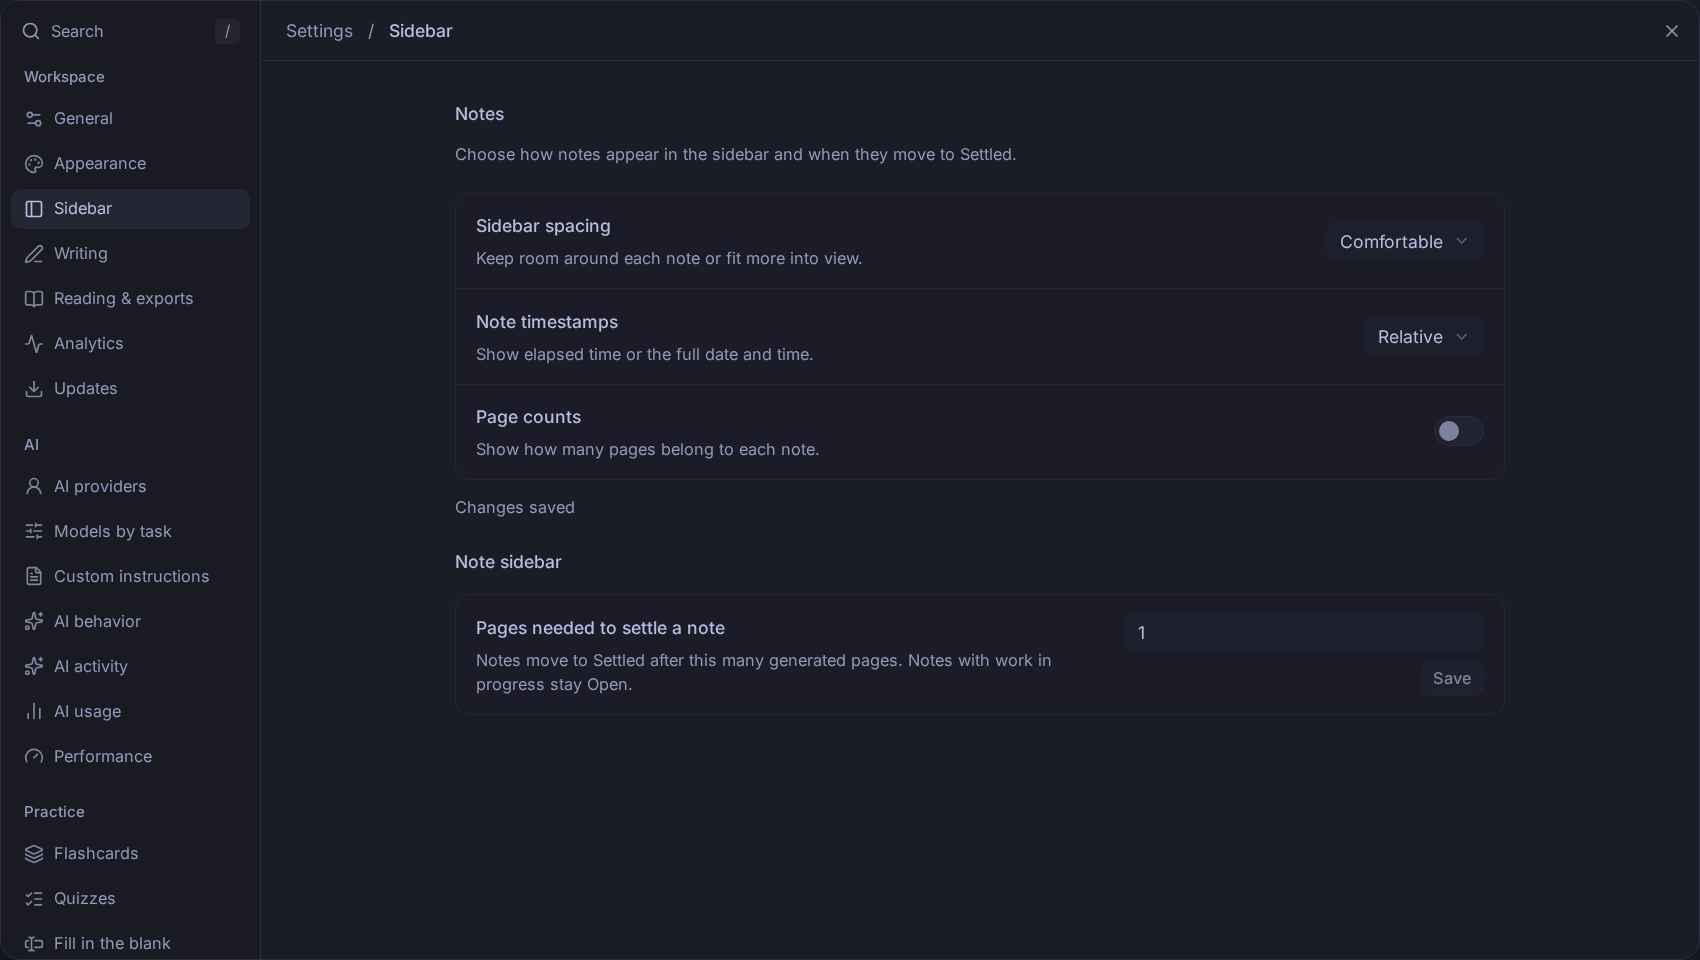 Search
/
Workspace
General
Appearance
Sidebar
Writing
Reading & exports
Analytics
Updates
AI
AI providers
Models by task
Custom instructions
AI behavior
AI activity
AI usage
Performance
Practice
Flashcards
Quizzes
Fill in the blank
Settings / Sidebar
Notes
Choose how notes appear in the sidebar and when they move to Settled.
Sidebar spacing
Keep room around each note or fit more into view.
Comfortable
Note timestamps
Show elapsed time or the full date and time.
Relative
Page counts
Show how many pages belong to each note.
Changes saved
Note sidebar
Pages needed to settle a note
Notes move to Settled after this many generated pages. Notes with work in
progress stay Open.
1
Save